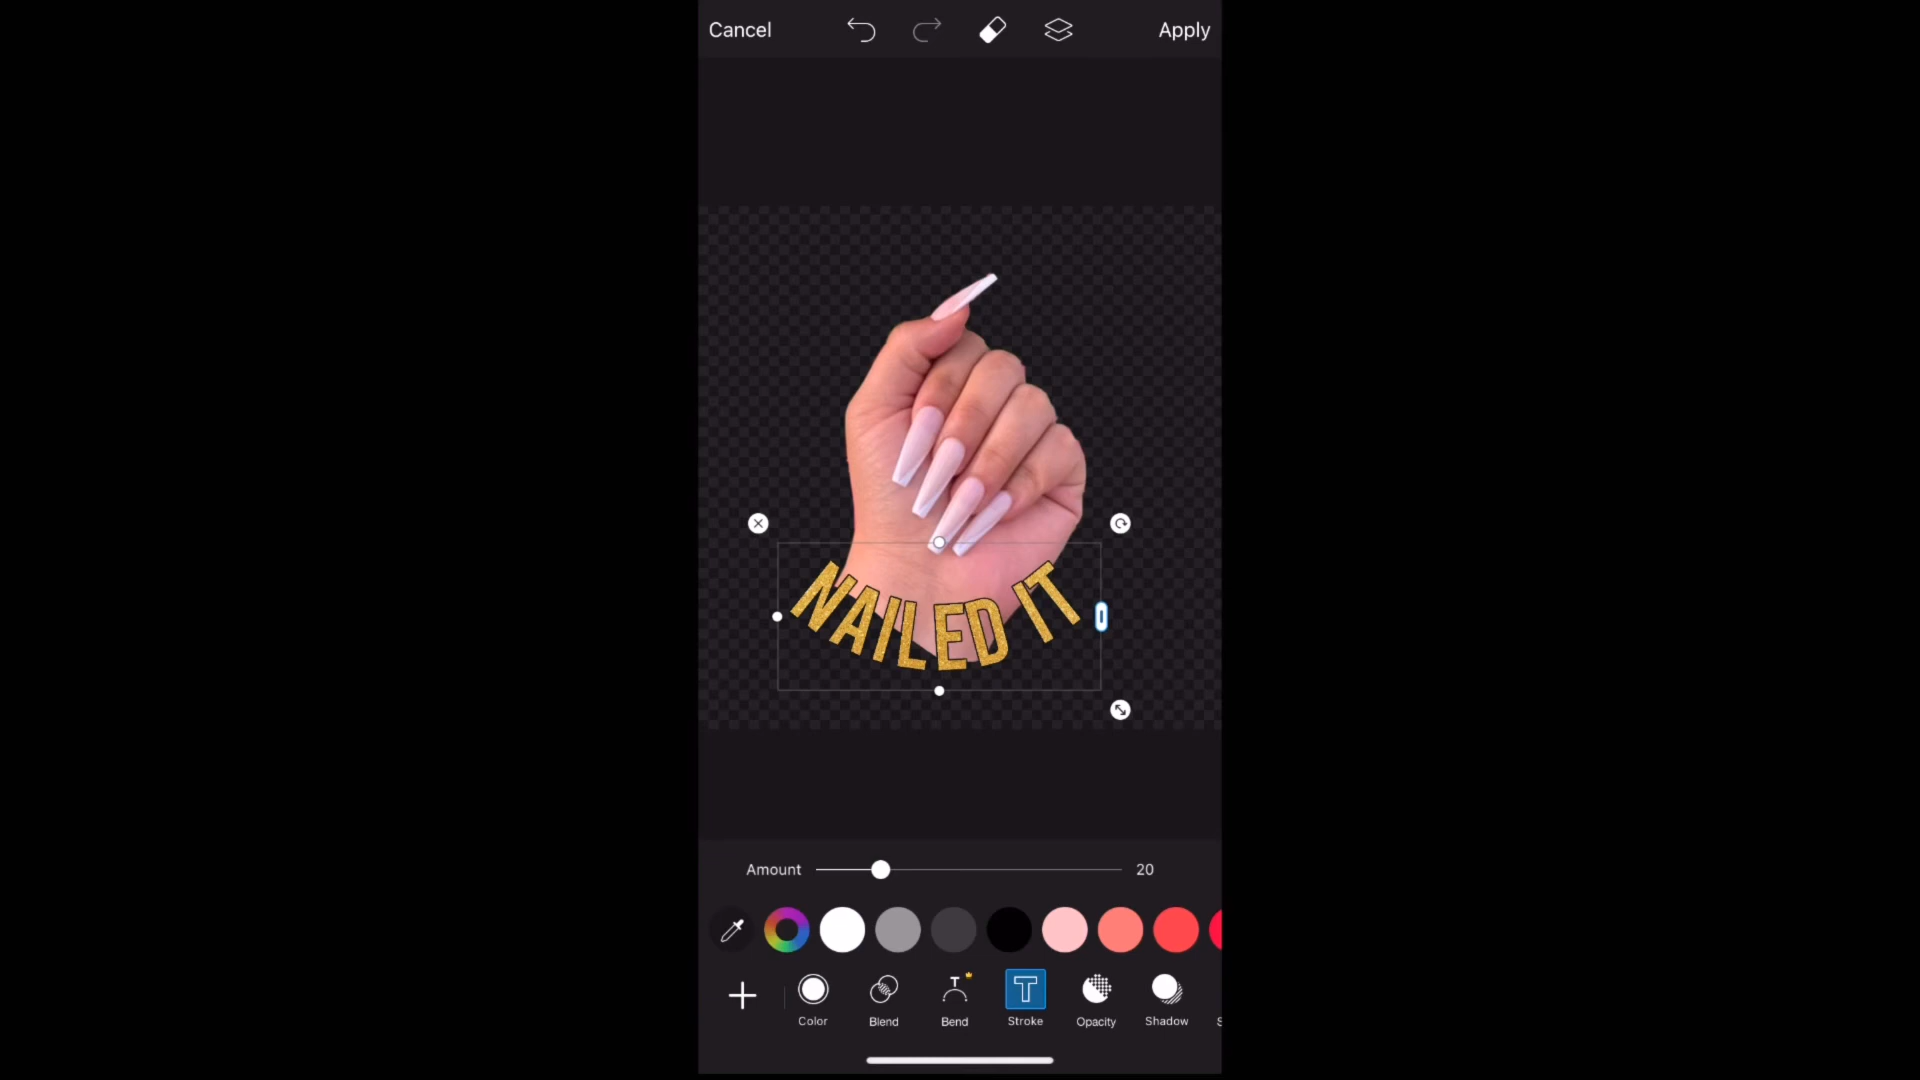 Cancel
Apply
NAILED IT
Amount 20
Color Blend Bend Stroke Opacity Shadow S